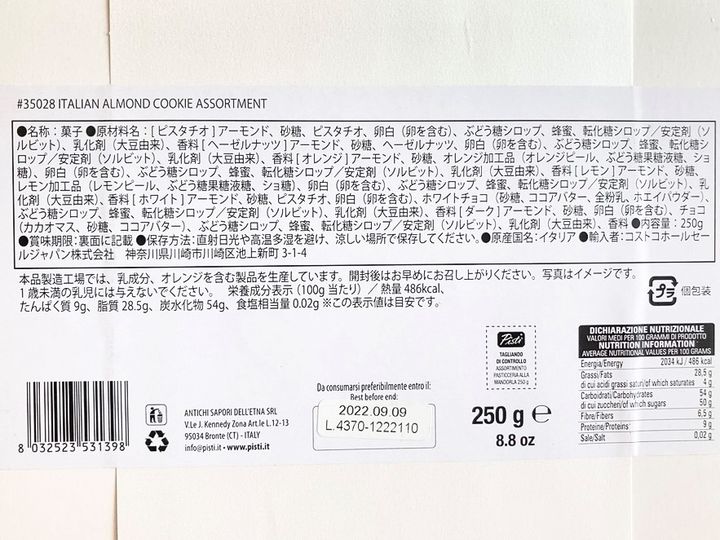 #35028 ITALIAN ALMOND COOKIE ASSORTMENT
●名称：菓子 ●原材料名：[ピスタチオ] アーモンド、砂糖、ピスタチオ、卵白（卵を含む）、ぶどう糖シロップ、蜂蜜、転化糖シロップ／安定剤（ソ
ルビット）、乳化剤（大豆由来）、香料 [ヘーゼルナッツ] アーモンド、砂糖、ヘーゼルナッツ、卵白（卵を含む）、ぶどう糖シロップ、蜂蜜、転化糖シ
ロップ／安定剤（ソルビット）、乳化剤（大豆由来）、香料 [オレンジ] アーモンド、砂糖、オレンジ加工品（オレンジピール、ぶどう糖果糖液糖、ショ
糖）、卵白（卵を含む）、ぶどう糖シロップ、蜂蜜、転化糖シロップ／安定剤（ソルビット）、乳化剤（大豆由来）、香料 [レモン] アーモンド、砂糖、
レモン加工品（レモンピール、ぶどう糖果糖液糖、ショ糖）、卵白（卵を含む）、ぶどう糖シロップ、蜂蜜、転化糖シロップ／安定剤（ソルビット）、乳
化剤（大豆由来）、香料 [ホワイト] アーモンド、砂糖、ピスタチオ、卵白（卵を含む）、ホワイトチョコ（砂糖、ココアバター、全粉乳、ホエイパウダー）、
ぶどう糖シロップ、蜂蜜、転化糖シロップ／安定剤（ソルビット）、乳化剤（大豆由来）、香料 [ダーク] アーモンド、砂糖、卵白（卵を含む）、チョコ
（カカオマス、砂糖、ココアバター）、ぶどう糖シロップ、蜂蜜、転化糖シロップ／安定剤（ソルビット）、乳化剤（大豆由来）、香料 ●内容量：250g
●賞味期限：裏面に記載 ●保存方法：直射日光や高温多湿を避け、涼しい場所で保存してください。●原産国名：イタリア ●輸入者：コストコホールセー
ルジャパン株式会社 神奈川県川崎市川崎区池上新町 3-1-4
本品製造工場では、乳成分、オレンジを含む製品を生産しています。開封後はお早めにお召し上がりください。写真はイメージです。
1 歳未満の乳児には与えないでください。 栄養成分表示（100g 当たり）／ 熱量 486kcal、
たんぱく質 9g、脂質 28.5g、炭水化物 54g、食塩相当量 0.02g ※この表示値は目安です。
プラ 個包装
Pistì
TAGLIANDO
DI CONTROLLO
ASSORTIMENTO
PASTICCERIA ALLA
MANDORLA 250 g
DICHIARAZIONE NUTRIZIONALE
VALORI MEDI PER 100 GRAMMI DI PRODOTTO
NUTRITION INFORMATION
AVERAGE NUTRITIONAL VALUES PER 100 GRAMS
Energia/Energy 2034 kJ / 486 kcal
Grassi/Fats 28,5 g
di cui acidi grassi saturi/of which saturates 4 g
Carboidrati/Carbohydrates 54 g
di cui zuccheri/of which sugars 50 g
Fibre/Fibers 6,5 g
Proteine/Proteins 9 g
Sale/Salt 0,02 g
8 032523 531398
ANTICHI SAPORI DELL'ETNA SRL
V.Le J. Kennedy Zona Art.le L.12-13
95034 Bronte (CT) - ITALY
info@pisti.it - www.pisti.it
Da consumarsi preferibilmente entro il:
Best before end:
2022.09.09
L.4370-1222110
250 g ℮
8.8 oz